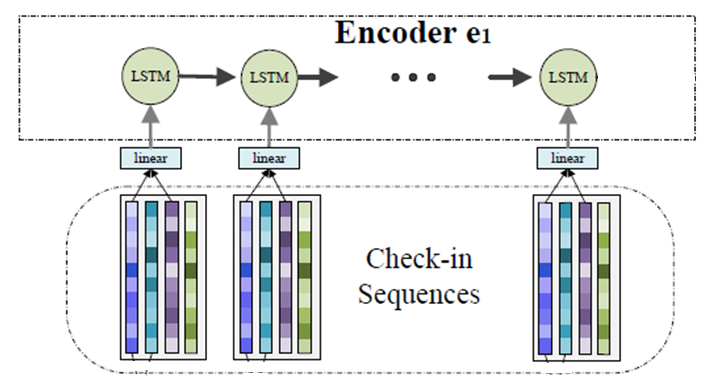 Encoder e1
LSTM LSTM LSTM
linear linear linear
Check-in
Sequences